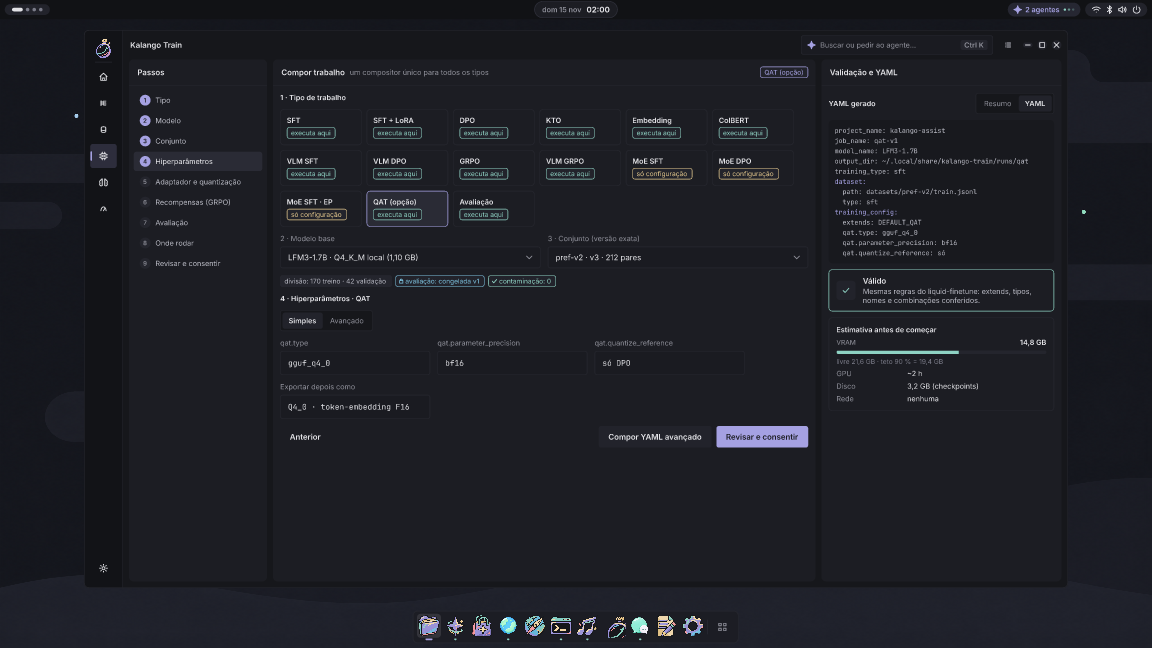 dom 15 nov 02:00
2 agentes
Kalango Train
Buscar ou pedir ao agente... Ctrl K
Passos
1 Tipo
2 Modelo
3 Conjunto
4 Hiperparâmetros
5 Adaptador e quantização
6 Recompensas (GRPO)
7 Avaliação
8 Onde rodar
9 Revisar e consentir
Compor trabalho um compositor único para todos os tipos QAT (opção)
1 · Tipo de trabalho
SFT
executa aqui
SFT + LoRA
executa aqui
DPO
executa aqui
KTO
executa aqui
Embedding
executa aqui
ColBERT
executa aqui
VLM SFT
executa aqui
VLM DPO
executa aqui
GRPO
executa aqui
VLM GRPO
executa aqui
MoE SFT
só configuração
MoE DPO
só configuração
MoE SFT · EP
só configuração
QAT (opção)
executa aqui
Avaliação
executa aqui
2 · Modelo base
LFM3-1.7B · Q4_K_M local (1,10 GB)
3 · Conjunto (versão exata)
pref-v2 · v3 · 212 pares
divisão: 170 treino · 42 validação avaliação: congelada v1 contaminação: 0
4 · Hiperparâmetros · QAT
Simples Avançado
qat.type
gguf_q4_0
qat.parameter_precision
bf16
qat.quantize_reference
só DPO
Exportar depois como
Q4_0 · token-embedding F16
Anterior Compor YAML avançado Revisar e consentir
Validação e YAML
YAML gerado Resumo YAML
project_name: kalango-assist
job_name: qat-v1
model_name: LFM3-1.7B
output_dir: ~/.local/share/kalango-train/runs/qat
training_type: sft
dataset:
path: datasets/pref-v2/train.jsonl
type: sft
training_config:
extends: DEFAULT_QAT
qat.type: gguf_q4_0
qat.parameter_precision: bf16
qat.quantize_reference: só
Válido
Mesmas regras do liquid-finetune: extends, tipos,
nomes e combinações conferidos.
Estimativa antes de começar
VRAM 14,8 GB
livre 21,6 GB · teto 90 % = 19,4 GB
GPU ~2 h
Disco 3,2 GB (checkpoints)
Rede nenhuma